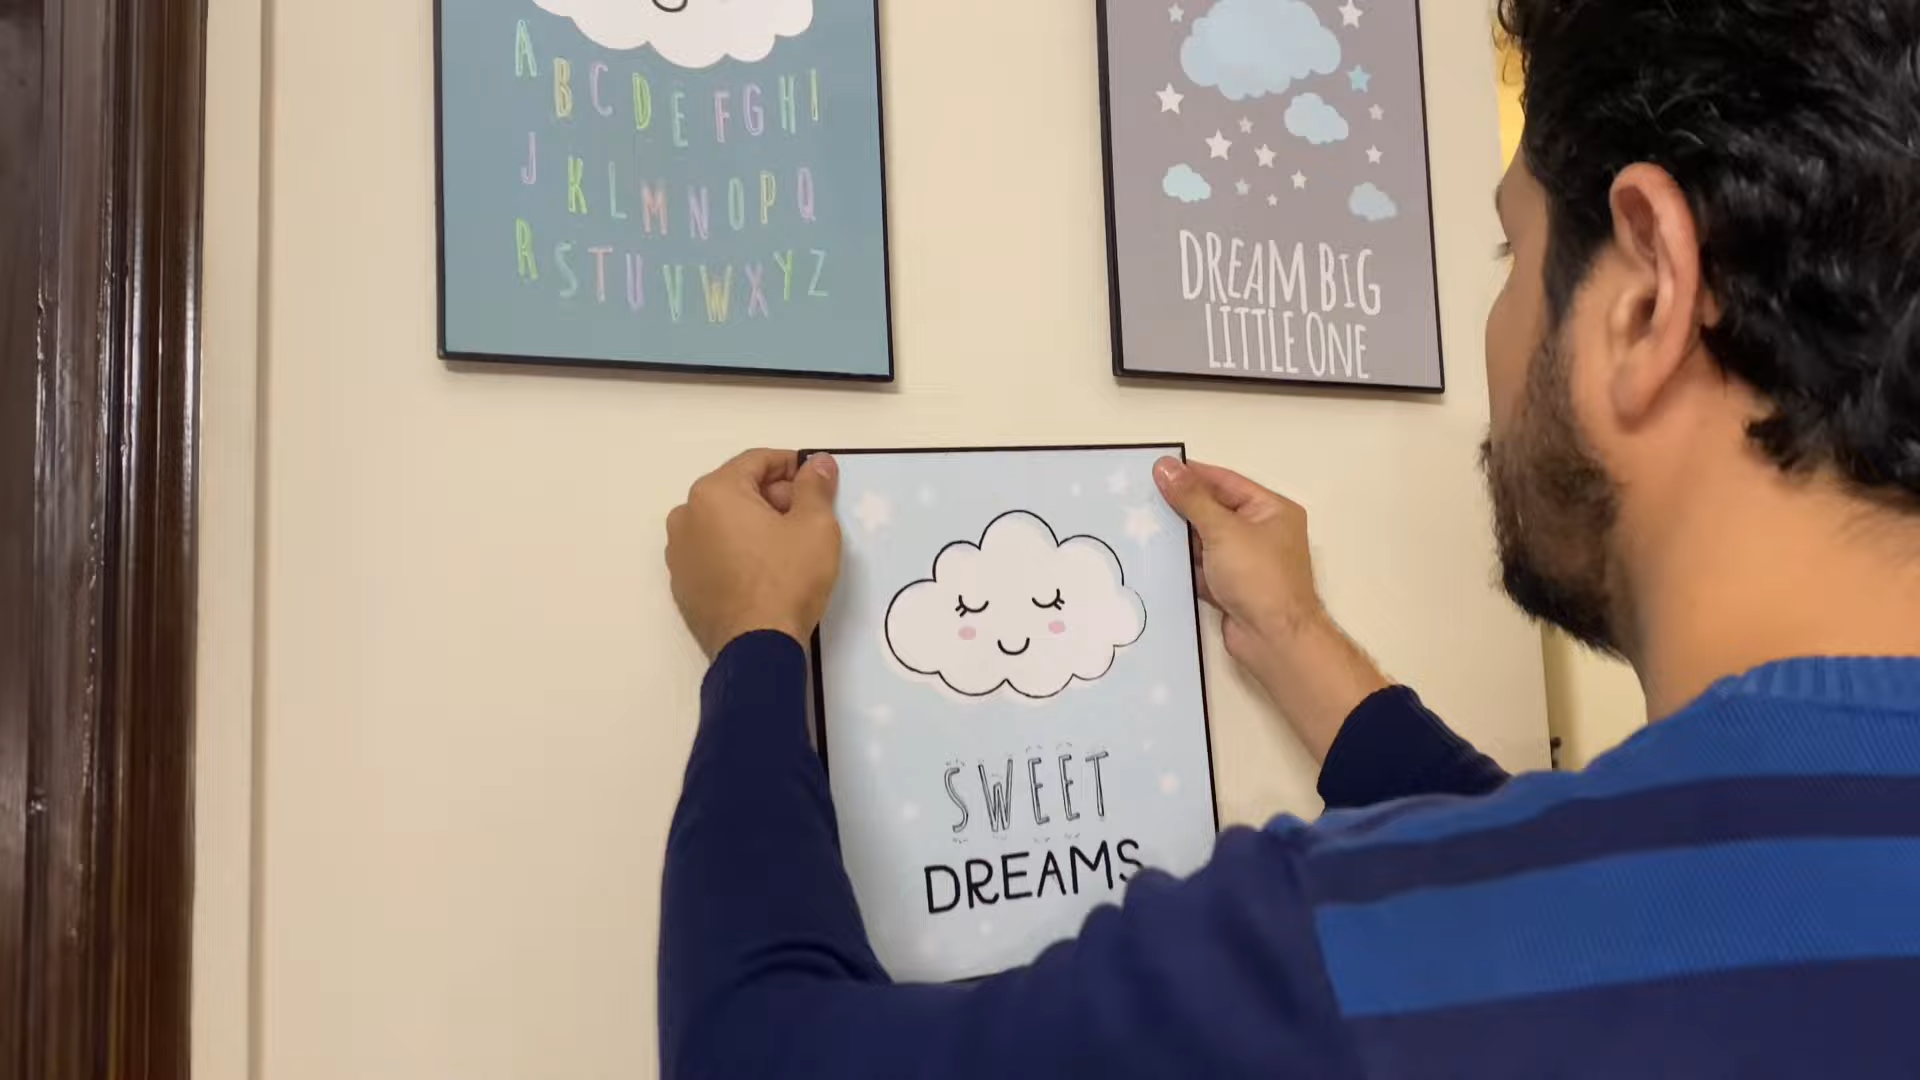 A B C D E F G H I
J K L M N O P Q
R S T U V W X Y Z
DREAM BIG
LITTLE ONE
SWEET
DREAMS